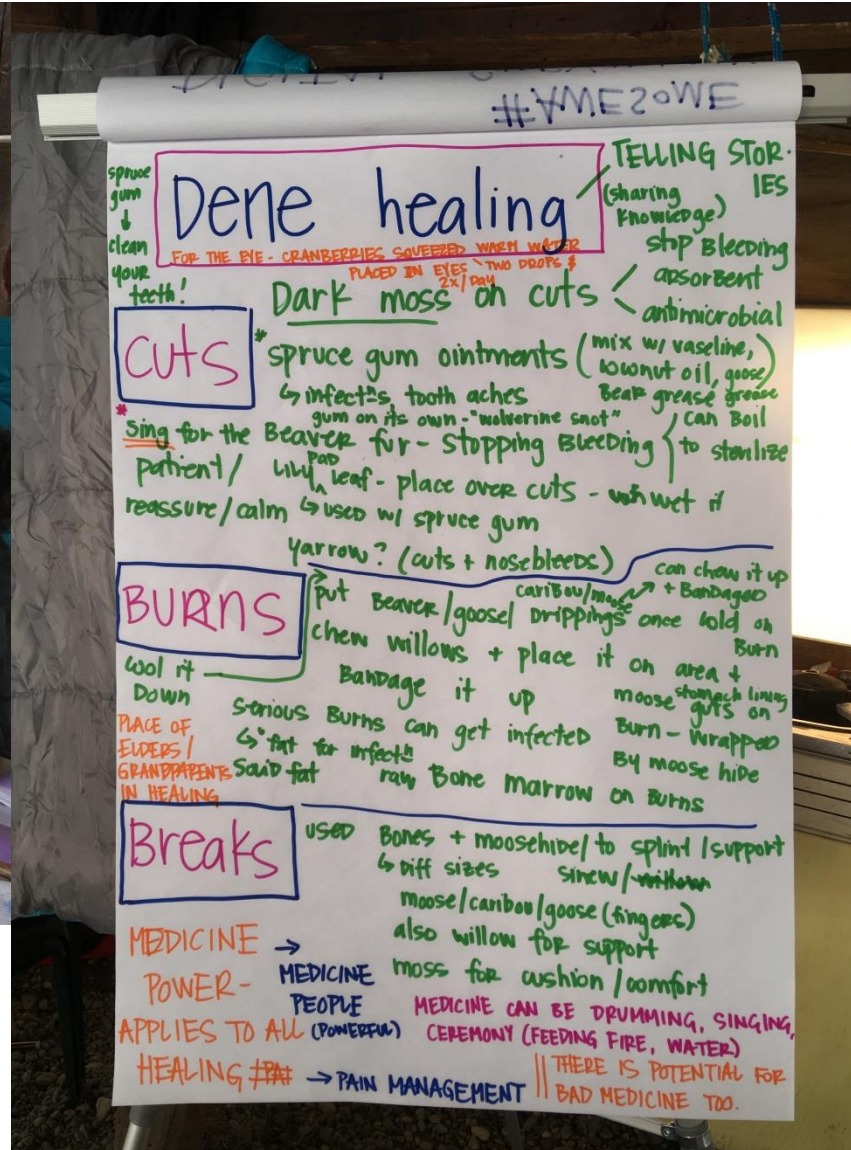 #AWESOME
Dene healing
TELLING STOR-
IES
(sharing
knowledge)
spruce
gum
↓
clean
your
teeth!
FOR THE EYE - CRANBERRIES SQUEEZED WARM WATER
PLACED IN EYES - TWO DROPS
2x/DAY
Dark moss on cuts
stop Bleeding
absorbent
antimicrobial
CUTS
* spruce gum ointments (mix w/ vaseline,
coconut oil, goose)
Bear grease grease
↳ infectns, tooth aches
gum on its own - "wolverine snot"
* Sing for the
patient/
reassure/calm
Beaver fur - Stopping Bleeding
can Boil
to sterilize
Lily PAD leaf - place over cuts - wet it
↳ used w/ spruce gum
Yarrow? (cuts + nosebleeds)
BURNS
cool it
Down
put Beaver/goose/ caribou/moose Drippings once cold on
Burn
can chew it up
+ Bandaged
chew willows + place it on area +
Bandage it up
moose stomach lining
guts on
Burn - wrapped
By moose hide
Serious Burns can get infected
↳ fat for infectn
solid fat
raw Bone marrow on Burns
PLACE OF
ELDERS/
GRANDPARENTS
IN HEALING
Breaks
used Bones + moosehide/ to splint/support
↳ Diff sizes
sinew/
moose/caribou/goose (fingers)
also willow for support
moss for cushion/comfort
MEDICINE
POWER-
APPLIES TO ALL
HEALING
→ MEDICINE
PEOPLE
(POWERFUL)
→ PAIN MANAGEMENT
MEDICINE CAN BE DRUMMING, SINGING,
CEREMONY (FEEDING FIRE, WATER)
THERE IS POTENTIAL FOR
BAD MEDICINE TOO.